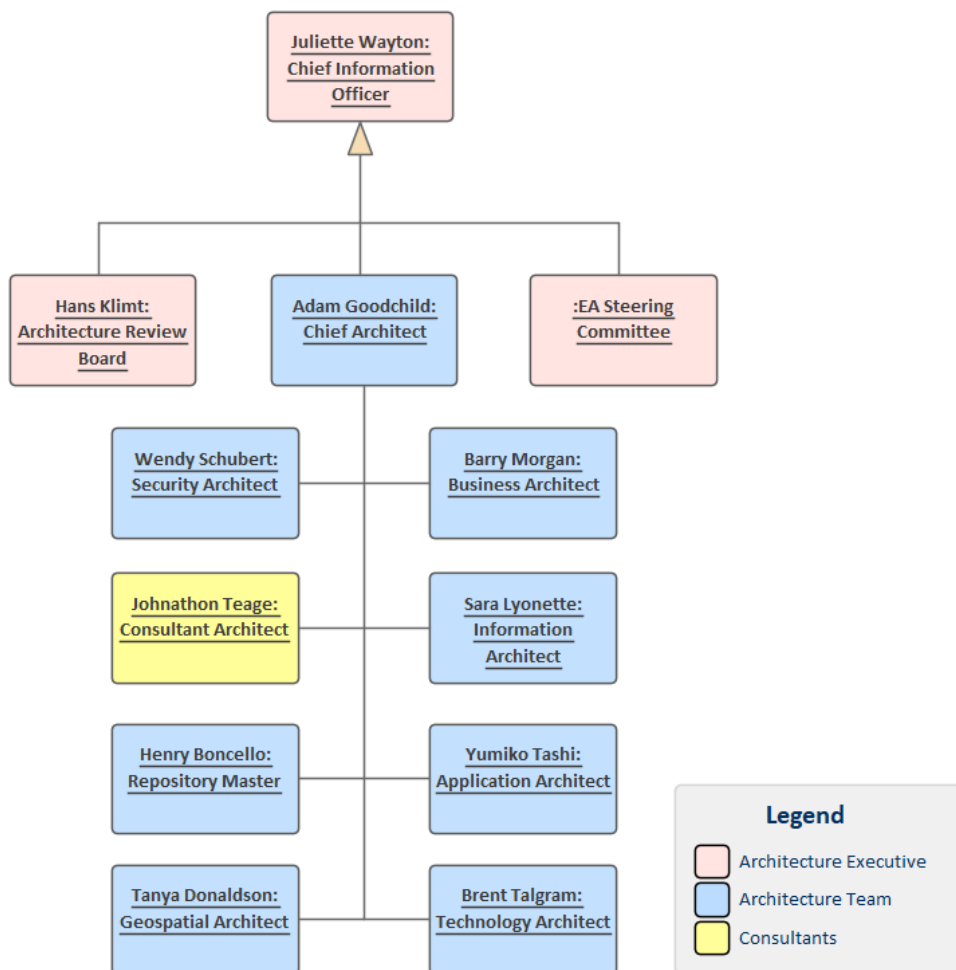 Juliette Wayton:
Chief Information
Officer
Hans Klimt:
Architecture Review
Board
Adam Goodchild:
Chief Architect
:EA Steering
Committee
Wendy Schubert:
Security Architect
Barry Morgan:
Business Architect
Johnathon Teage:
Consultant Architect
Sara Lyonette:
Information
Architect
Henry Boncello:
Repository Master
Yumiko Tashi:
Application Architect
Tanya Donaldson:
Geospatial Architect
Brent Talgram:
Technology Architect
Legend
Architecture Executive
Architecture Team
Consultants